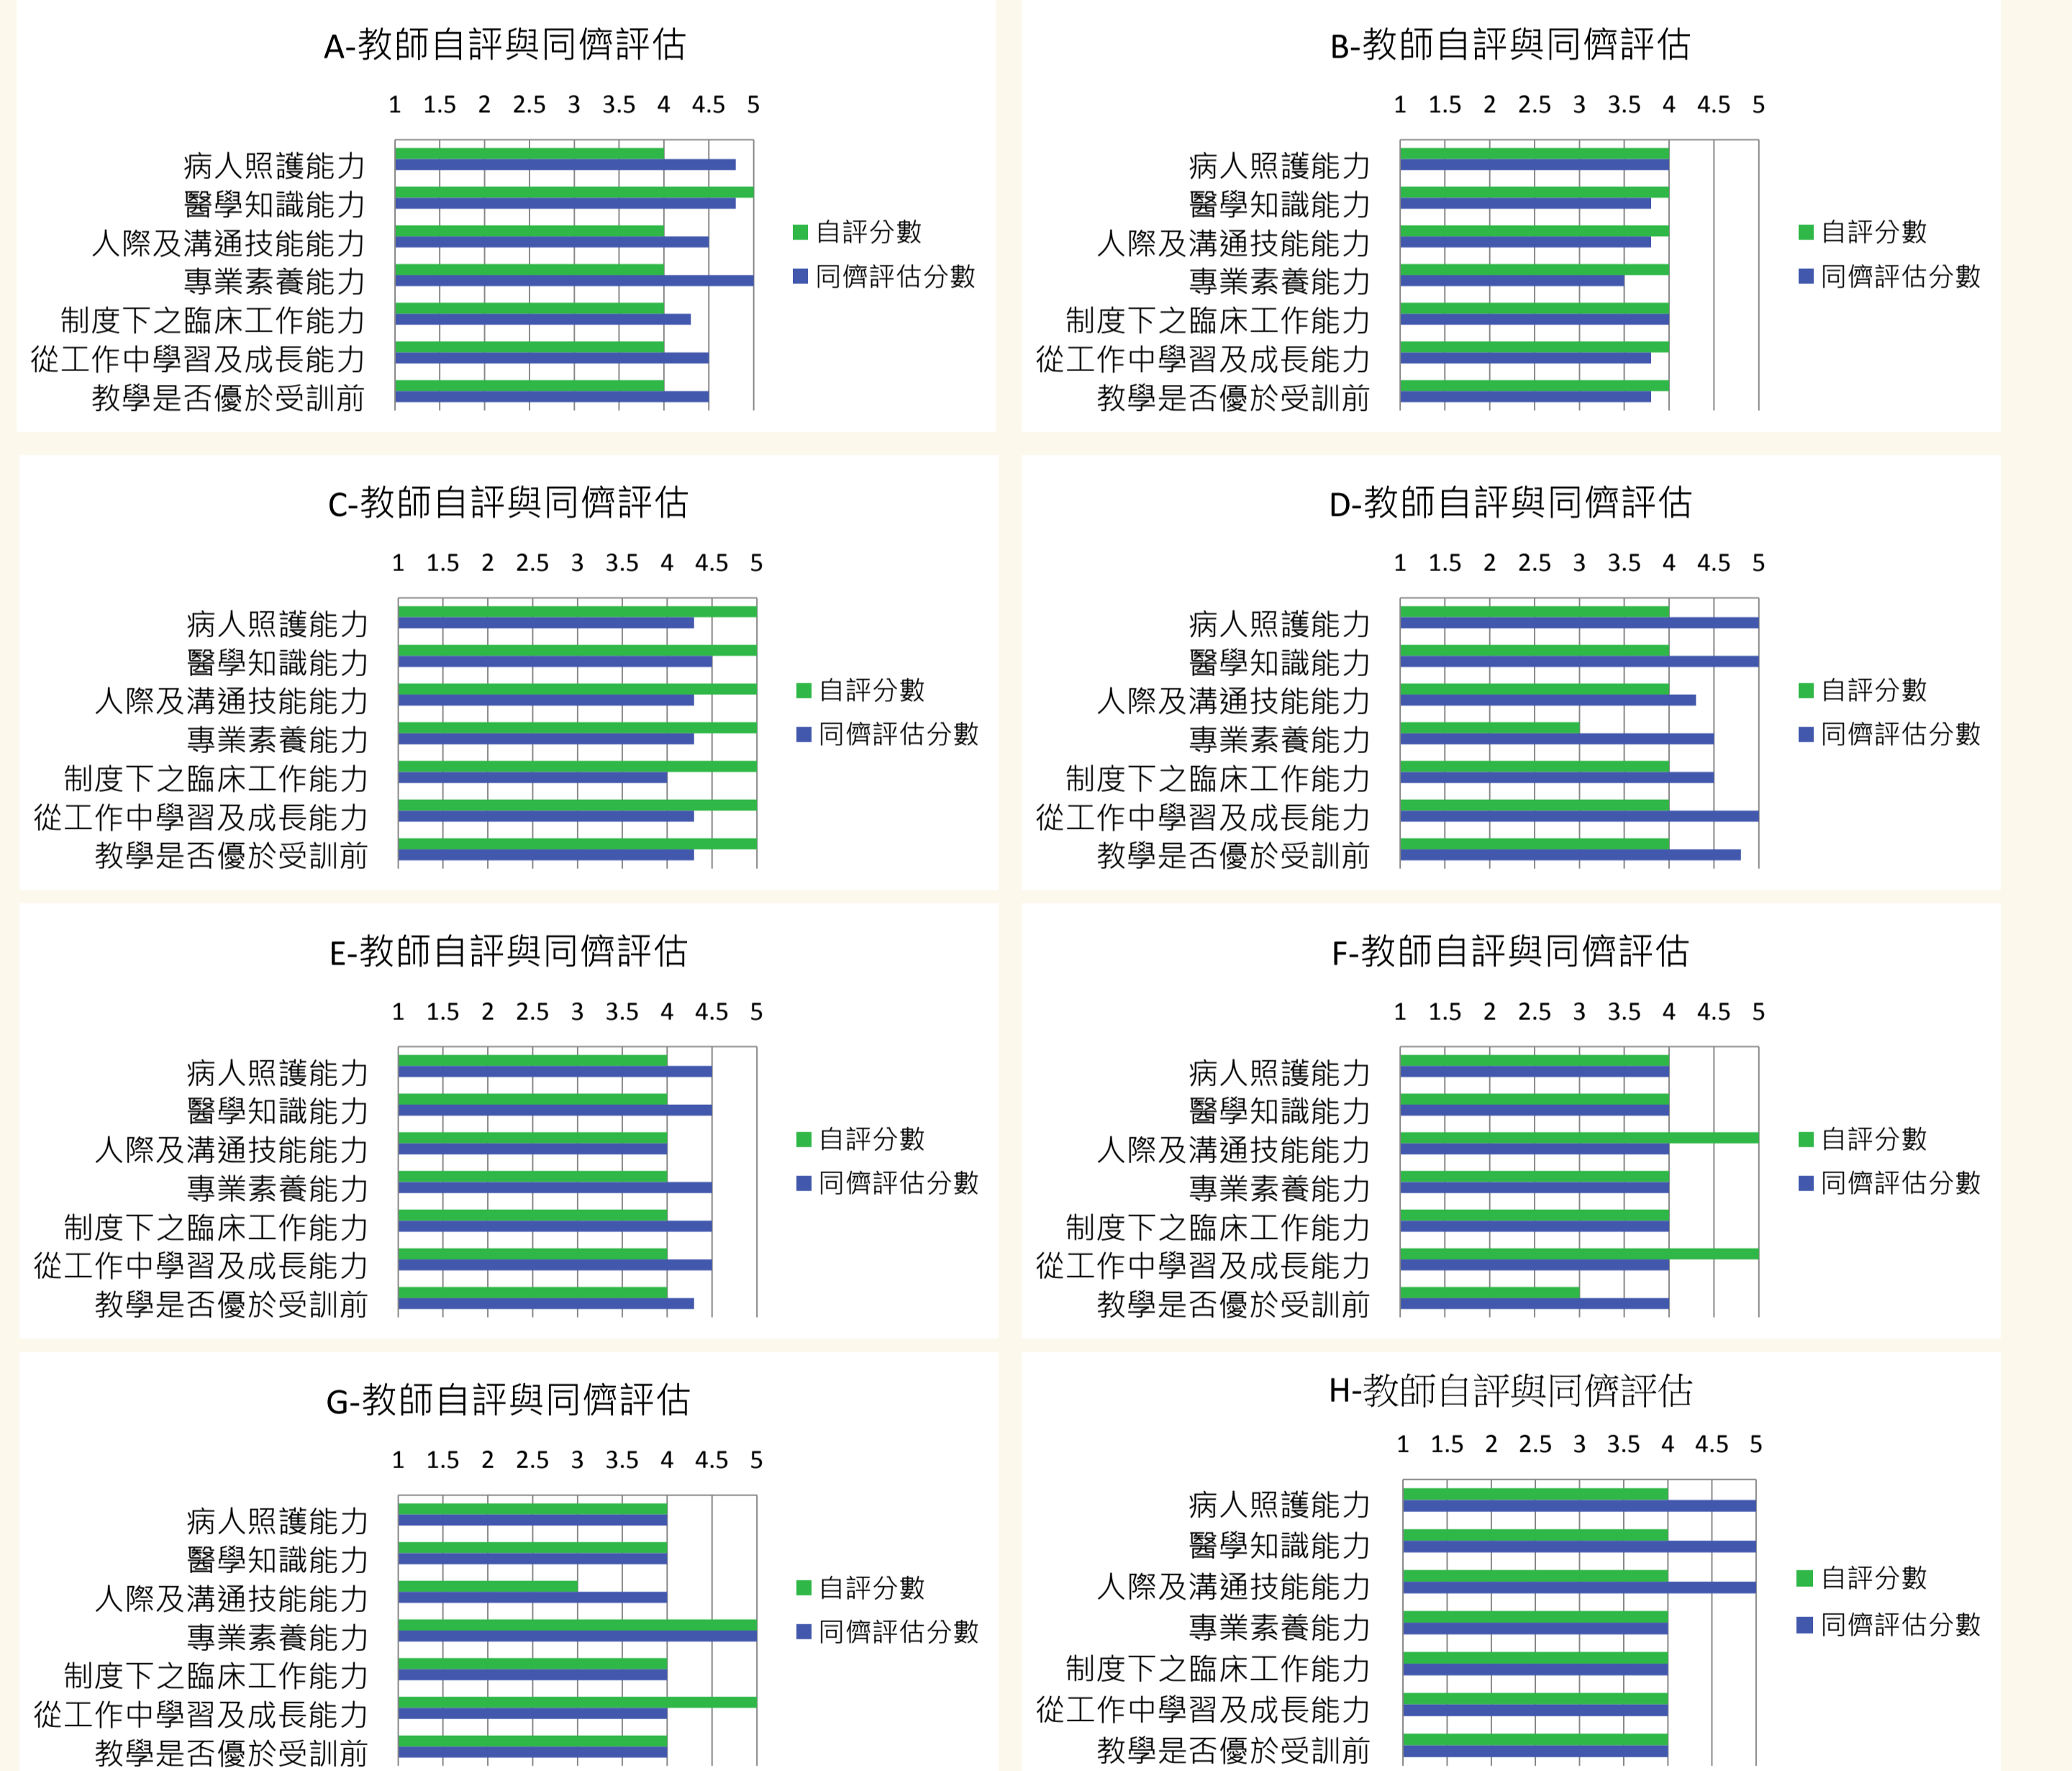 A-教師自評與同儕評估
1 1.5 2 2.5 3 3.5 4 4.5 5
病人照護能力
醫學知識能力
人際及溝通技能能力
專業素養能力
制度下之臨床工作能力
從工作中學習及成長能力
教學是否優於受訓前
自評分數
同儕評估分數
B-教師自評與同儕評估
1 1.5 2 2.5 3 3.5 4 4.5 5
病人照護能力
醫學知識能力
人際及溝通技能能力
專業素養能力
制度下之臨床工作能力
從工作中學習及成長能力
教學是否優於受訓前
自評分數
同儕評估分數
C-教師自評與同儕評估
1 1.5 2 2.5 3 3.5 4 4.5 5
病人照護能力
醫學知識能力
人際及溝通技能能力
專業素養能力
制度下之臨床工作能力
從工作中學習及成長能力
教學是否優於受訓前
自評分數
同儕評估分數
D-教師自評與同儕評估
1 1.5 2 2.5 3 3.5 4 4.5 5
病人照護能力
醫學知識能力
人際及溝通技能能力
專業素養能力
制度下之臨床工作能力
從工作中學習及成長能力
教學是否優於受訓前
自評分數
同儕評估分數
E-教師自評與同儕評估
1 1.5 2 2.5 3 3.5 4 4.5 5
病人照護能力
醫學知識能力
人際及溝通技能能力
專業素養能力
制度下之臨床工作能力
從工作中學習及成長能力
教學是否優於受訓前
自評分數
同儕評估分數
F-教師自評與同儕評估
1 1.5 2 2.5 3 3.5 4 4.5 5
病人照護能力
醫學知識能力
人際及溝通技能能力
專業素養能力
制度下之臨床工作能力
從工作中學習及成長能力
教學是否優於受訓前
自評分數
同儕評估分數
G-教師自評與同儕評估
1 1.5 2 2.5 3 3.5 4 4.5 5
病人照護能力
醫學知識能力
人際及溝通技能能力
專業素養能力
制度下之臨床工作能力
從工作中學習及成長能力
教學是否優於受訓前
自評分數
同儕評估分數
H-教師自評與同儕評估
1 1.5 2 2.5 3 3.5 4 4.5 5
病人照護能力
醫學知識能力
人際及溝通技能能力
專業素養能力
制度下之臨床工作能力
從工作中學習及成長能力
教學是否優於受訓前
自評分數
同儕評估分數